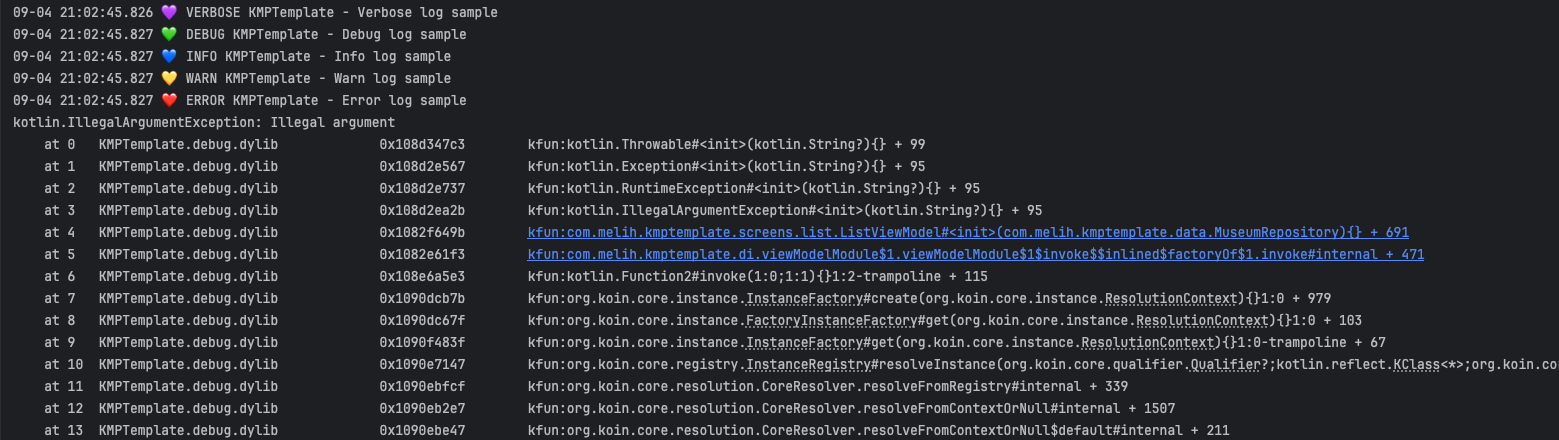 09-04 21:02:45.826 💜 VERBOSE KMPTemplate - Verbose log sample
09-04 21:02:45.827 💚 DEBUG KMPTemplate - Debug log sample
09-04 21:02:45.827 💙 INFO KMPTemplate - Info log sample
09-04 21:02:45.827 💛 WARN KMPTemplate - Warn log sample
09-04 21:02:45.827 ❤️ ERROR KMPTemplate - Error log sample
kotlin.IllegalArgumentException: Illegal argument
at 0 KMPTemplate.debug.dylib 0x108d347c3 kfun:kotlin.Throwable#<init>(kotlin.String?){} + 99
at 1 KMPTemplate.debug.dylib 0x108d2e567 kfun:kotlin.Exception#<init>(kotlin.String?){} + 95
at 2 KMPTemplate.debug.dylib 0x108d2e737 kfun:kotlin.RuntimeException#<init>(kotlin.String?){} + 95
at 3 KMPTemplate.debug.dylib 0x108d2ea2b kfun:kotlin.IllegalArgumentException#<init>(kotlin.String?){} + 95
at 4 KMPTemplate.debug.dylib 0x1082f649b kfun:com.melih.kmptemplate.screens.list.ListViewModel#<init>(com.melih.kmptemplate.data.MuseumRepository){} + 691
at 5 KMPTemplate.debug.dylib 0x1082e61f3 kfun:com.melih.kmptemplate.di.viewModelModule$1.viewModelModule$1$invoke$$inlined$factoryOf$1.invoke#internal + 471
at 6 KMPTemplate.debug.dylib 0x108e6a5e3 kfun:kotlin.Function2#invoke(1:0;1:1){}1:2-trampoline + 115
at 7 KMPTemplate.debug.dylib 0x1090dcb7b kfun:org.koin.core.instance.InstanceFactory#create(org.koin.core.instance.ResolutionContext){}1:0 + 979
at 8 KMPTemplate.debug.dylib 0x1090dc67f kfun:org.koin.core.instance.FactoryInstanceFactory#get(org.koin.core.instance.ResolutionContext){}1:0 + 103
at 9 KMPTemplate.debug.dylib 0x1090f483f kfun:org.koin.core.instance.InstanceFactory#get(org.koin.core.instance.ResolutionContext){}1:0-trampoline + 67
at 10 KMPTemplate.debug.dylib 0x1090e7147 kfun:org.koin.core.registry.InstanceRegistry#resolveInstance(org.koin.core.qualifier.Qualifier?;kotlin.reflect.KClass<*>;org.koin.co
at 11 KMPTemplate.debug.dylib 0x1090ebfcf kfun:org.koin.core.resolution.CoreResolver.resolveFromRegistry#internal + 339
at 12 KMPTemplate.debug.dylib 0x1090eb2e7 kfun:org.koin.core.resolution.CoreResolver.resolveFromContextOrNull#internal + 1507
at 13 KMPTemplate.debug.dylib 0x1090ebe47 kfun:org.koin.core.resolution.CoreResolver.resolveFromContextOrNull$default#internal + 211